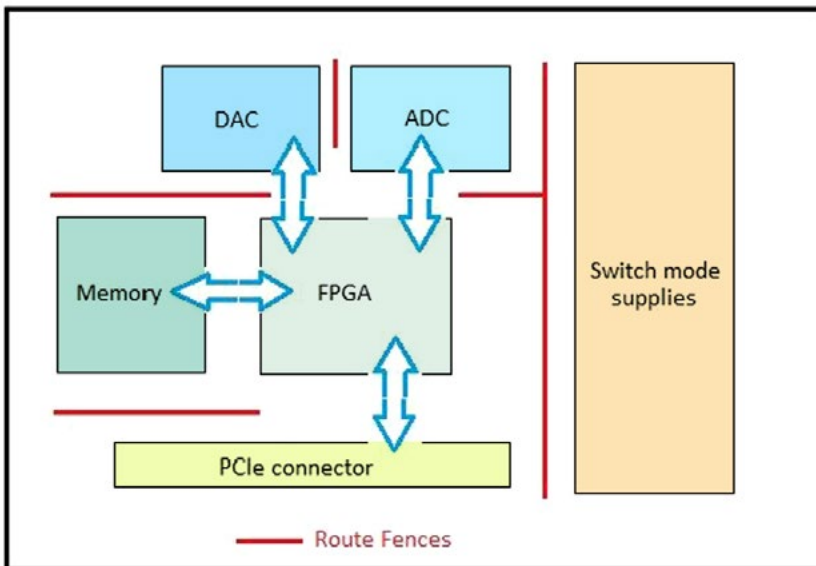 DAC
ADC
Memory
FPGA
Switch mode
supplies
PCIe connector
Route Fences